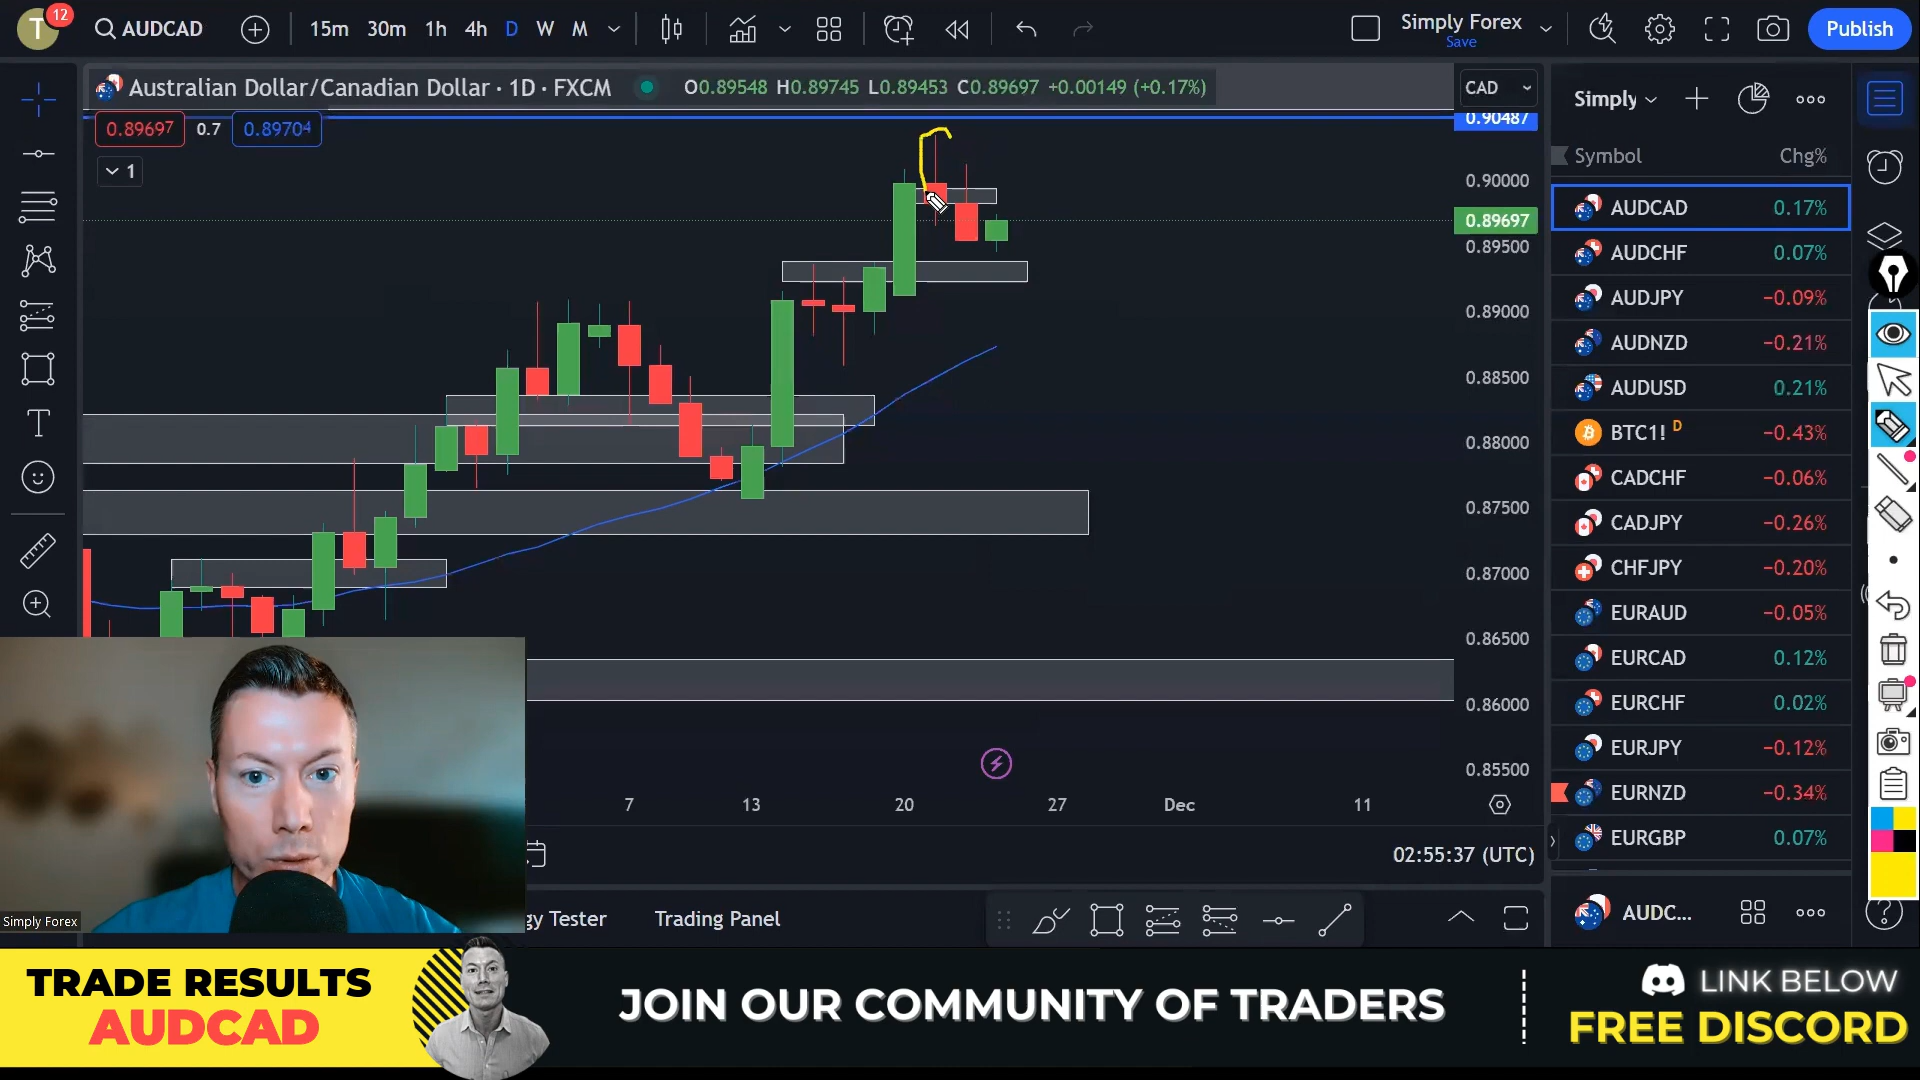 T
12
AUDCAD
15m 30m 1h 4h D W M
Simply Forex
Save
Publish
Australian Dollar/Canadian Dollar · 1D · FXCM
O0.89548 H0.89745 L0.89453 C0.89697 +0.00149 (+0.17%)
CAD
0.89697 0.7 0.89704
1
0.90487
0.90000
0.89697
0.89500
0.89000
0.88500
0.88000
0.87500
0.87000
0.86500
0.86000
0.85500
7 13 20 27 Dec 11
02:55:37 (UTC)
Simply
Symbol Chg%
AUDCAD 0.17%
AUDCHF 0.07%
AUDJPY −0.09%
AUDNZD −0.21%
AUDUSD 0.21%
BTC1! D −0.43%
CADCHF −0.06%
CADJPY −0.26%
CHFJPY −0.20%
EURAUD −0.05%
EURCAD 0.12%
EURCHF 0.02%
EURJPY −0.12%
EURNZD −0.34%
EURGBP 0.07%
AUDC...
gy Tester Trading Panel
Simply Forex
TRADE RESULTS
AUDCAD
JOIN OUR COMMUNITY OF TRADERS
LINK BELOW
FREE DISCORD